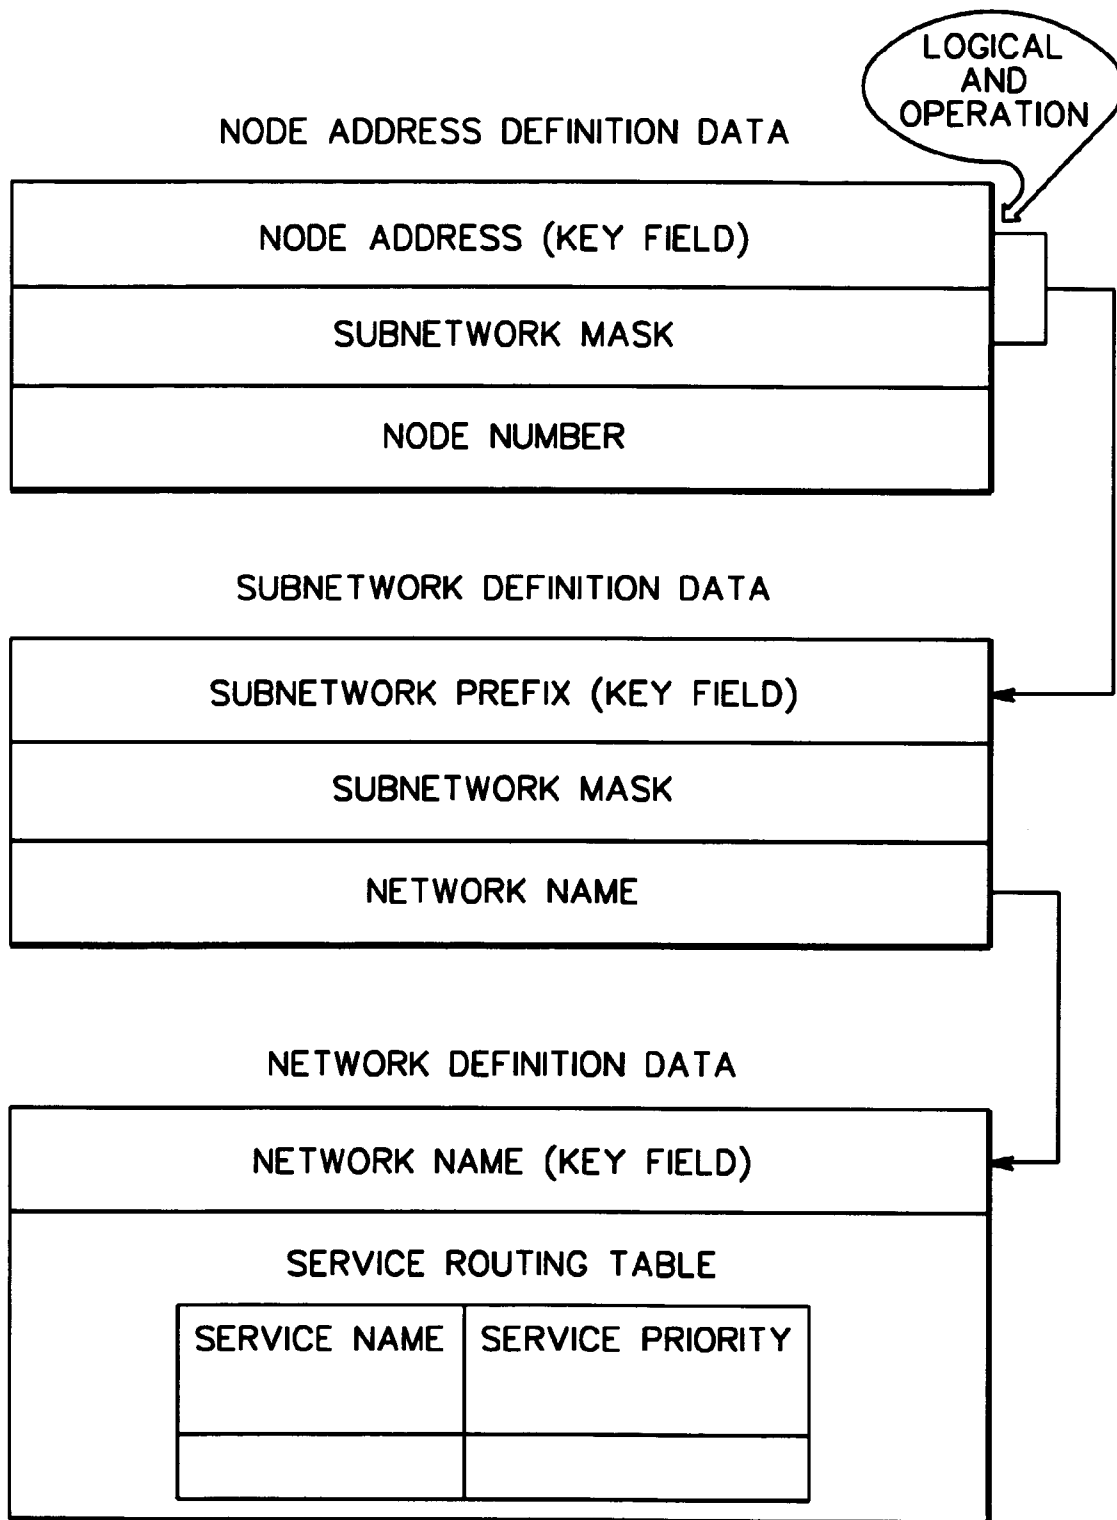 LOGICAL
AND
OPERATION
NODE ADDRESS DEFINITION DATA
NODE ADDRESS (KEY FIELD)
SUBNETWORK MASK
NODE NUMBER
SUBNETWORK DEFINITION DATA
SUBNETWORK PREFIX (KEY FIELD)
SUBNETWORK MASK
NETWORK NAME
NETWORK DEFINITION DATA
NETWORK NAME (KEY FIELD)
SERVICE ROUTING TABLE
SERVICE NAME SERVICE PRIORITY